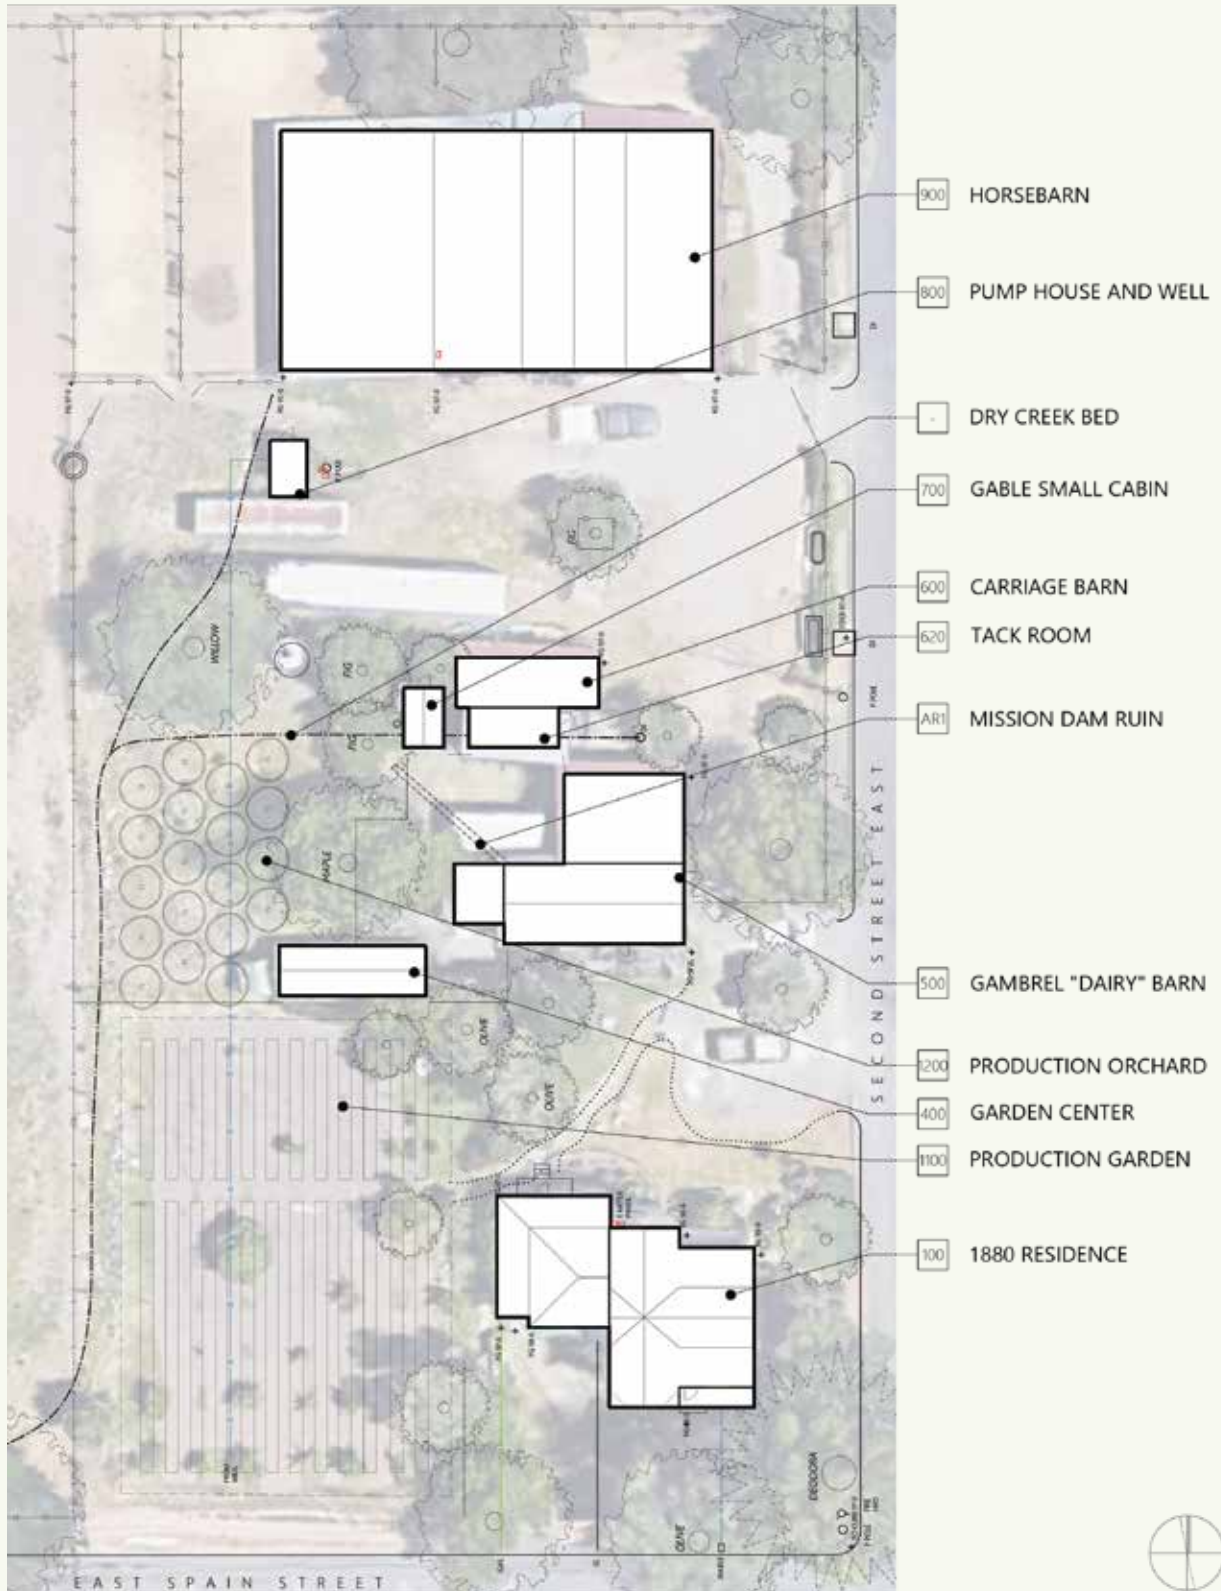 900 HORSEBARN
800 PUMP HOUSE AND WELL
- DRY CREEK BED
700 GABLE SMALL CABIN
600 CARRIAGE BARN
620 TACK ROOM
AR1 MISSION DAM RUIN
500 GAMBREL "DAIRY" BARN
1200 PRODUCTION ORCHARD
400 GARDEN CENTER
1100 PRODUCTION GARDEN
100 1880 RESIDENCE
FIG
WILLOW
FIG
FIG
MAPLE
OLIVE
OLIVE
DEODORA
OLIVE
SECOND STREET EAST
EAST SPAIN STREET